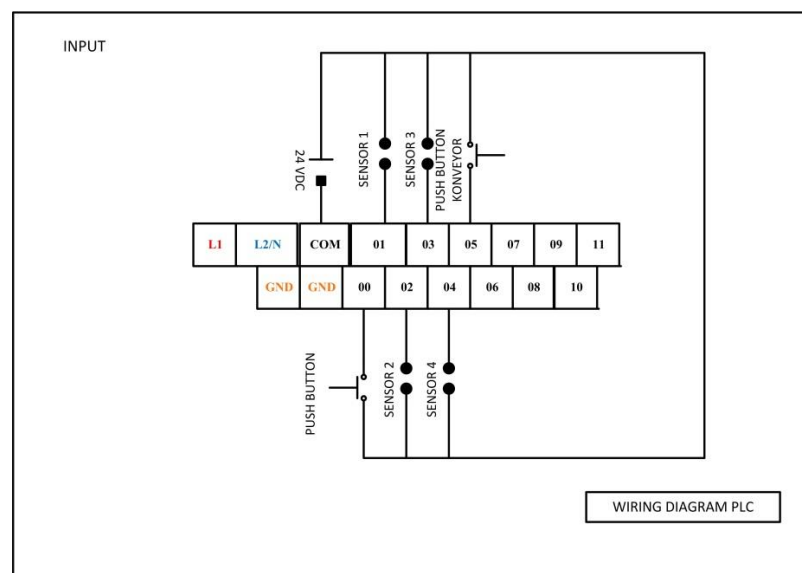 INPUT
24 VDC
SENSOR 1
SENSOR 3
PUSH BUTTON
KONVEYOR
L1 L2/N COM 01 03 05 07 09 11
GND GND 00 02 04 06 08 10
PUSH BUTTON
SENSOR 2
SENSOR 4
WIRING DIAGRAM PLC